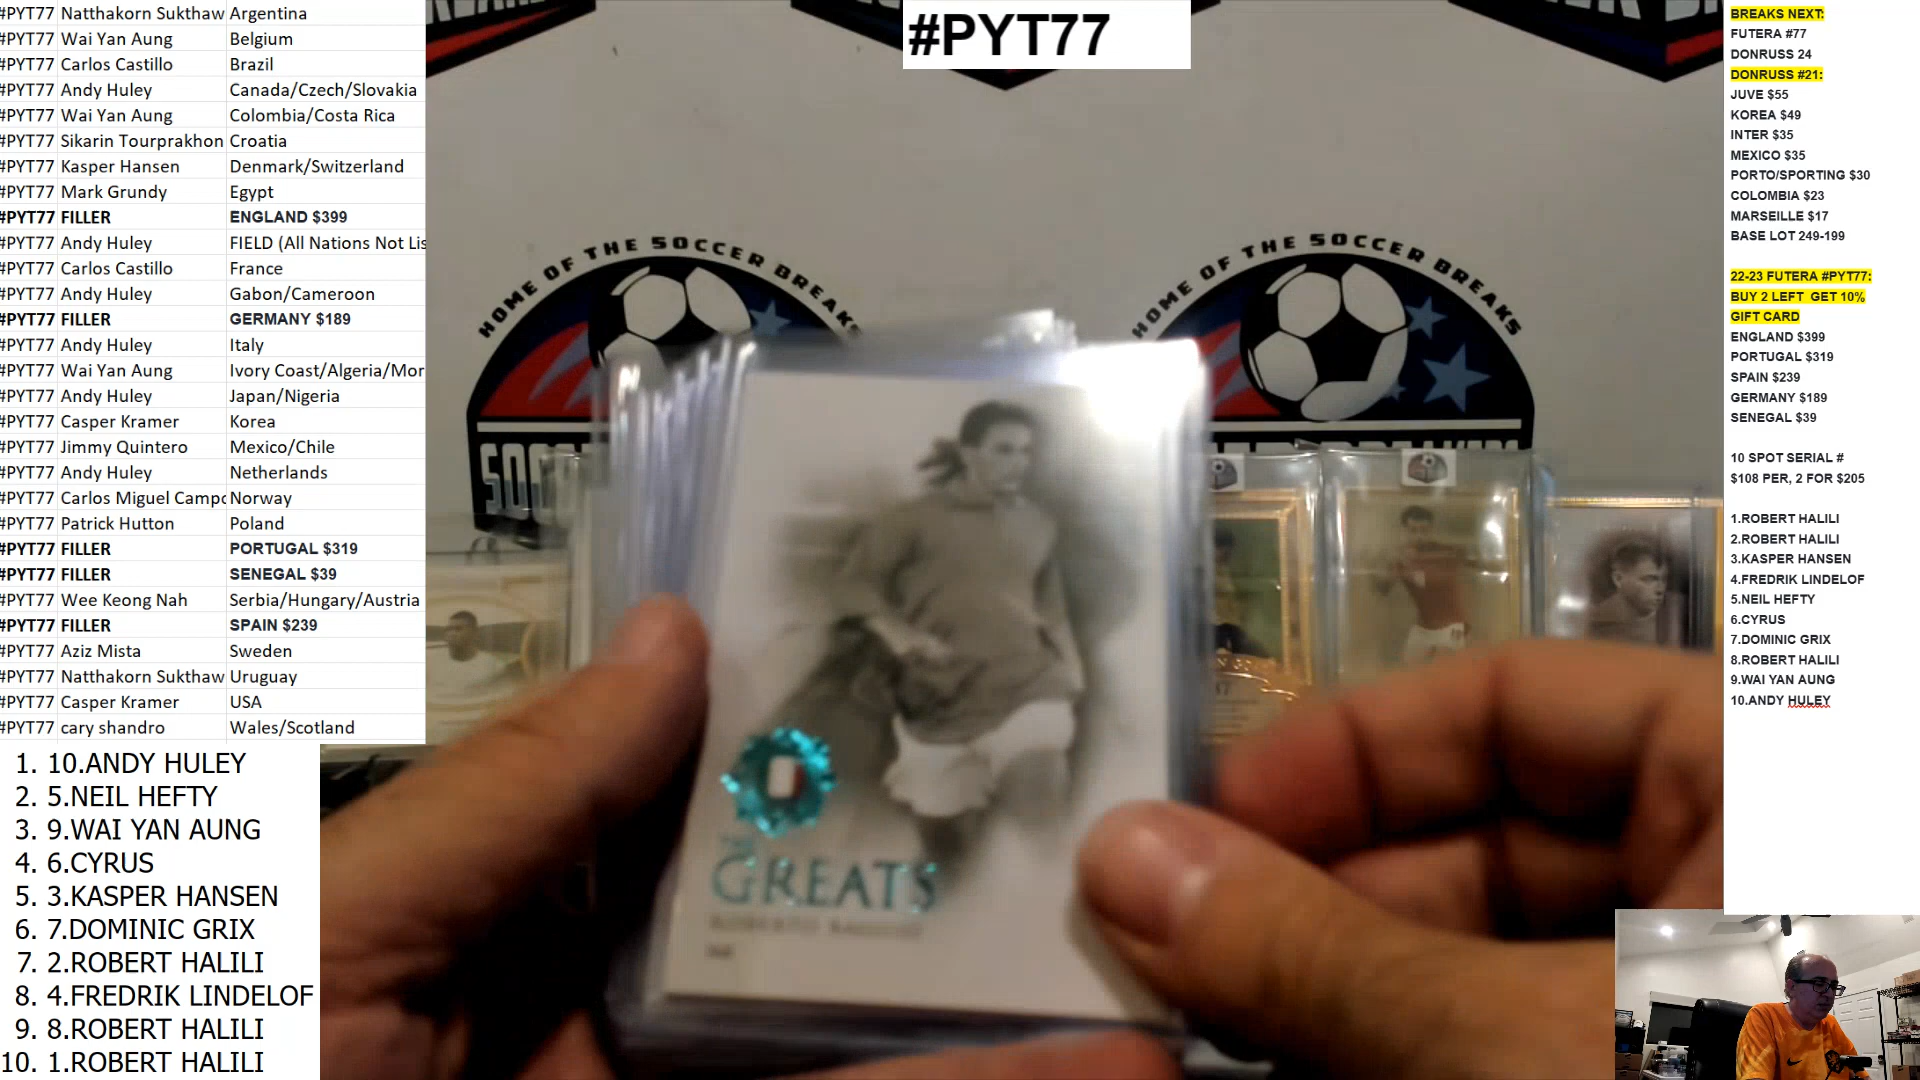 #PYT77 Natthakorn Sukthaw Argentina
#PYT77 Wai Yan Aung Belgium
#PYT77 Carlos Castillo Brazil
#PYT77 Andy Huley Canada/Czech/Slovakia
#PYT77 Wai Yan Aung Colombia/Costa Rica
#PYT77 Sikarin Tourprakhon Croatia
#PYT77 Kasper Hansen Denmark/Switzerland
#PYT77 Mark Grundy Egypt
#PYT77 FILLER ENGLAND $399
#PYT77 Andy Huley FIELD (All Nations Not Lis
#PYT77 Carlos Castillo France
#PYT77 Andy Huley Gabon/Cameroon
#PYT77 FILLER GERMANY $189
#PYT77 Andy Huley Italy
#PYT77 Wai Yan Aung Ivory Coast/Algeria/Mor
#PYT77 Andy Huley Japan/Nigeria
#PYT77 Casper Kramer Korea
#PYT77 Jimmy Quintero Mexico/Chile
#PYT77 Andy Huley Netherlands
#PYT77 Carlos Miguel Campo Norway
#PYT77 Patrick Hutton Poland
#PYT77 FILLER PORTUGAL $319
#PYT77 FILLER SENEGAL $39
#PYT77 Wee Keong Nah Serbia/Hungary/Austria
#PYT77 FILLER SPAIN $239
#PYT77 Aziz Mista Sweden
#PYT77 Natthakorn Sukthaw Uruguay
#PYT77 Casper Kramer USA
#PYT77 cary shandro Wales/Scotland
1. 10.ANDY HULEY
2. 5.NEIL HEFTY
3. 9.WAI YAN AUNG
4. 6.CYRUS
5. 3.KASPER HANSEN
6. 7.DOMINIC GRIX
7. 2.ROBERT HALILI
8. 4.FREDRIK LINDELOF
9. 8.ROBERT HALILI
10. 1.ROBERT HALILI
#PYT77
HOME OF THE SOCCER BREAKS
HOME OF THE SOCCER BREAKS
THE
GREATS
ROBERTO BAGGIO
BREAKS NEXT:
FUTERA #77
DONRUSS 24
DONRUSS #21:
JUVE $55
KOREA $49
INTER $35
MEXICO $35
PORTO/SPORTING $30
COLOMBIA $23
MARSEILLE $17
BASE LOT 249-199
22-23 FUTERA #PYT77:
BUY 2 LEFT GET 10%
GIFT CARD
ENGLAND $399
PORTUGAL $319
SPAIN $239
GERMANY $189
SENEGAL $39
10 SPOT SERIAL #
$108 PER, 2 FOR $205
1.ROBERT HALILI
2.ROBERT HALILI
3.KASPER HANSEN
4.FREDRIK LINDELOF
5.NEIL HEFTY
6.CYRUS
7.DOMINIC GRIX
8.ROBERT HALILI
9.WAI YAN AUNG
10.ANDY HULEY